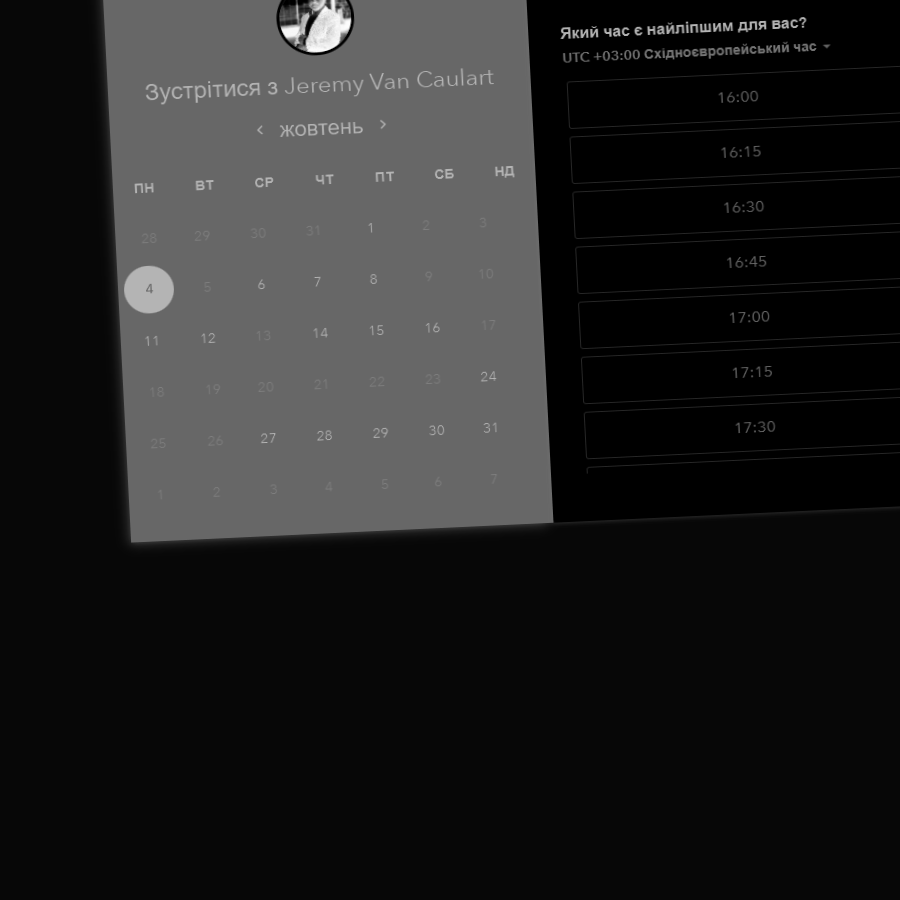 Зустрітися з Jeremy Van Caulart
жовтень
ПН ВТ СР ЧТ ПТ СБ НД
28 29 30 31 1 2 3
4 5 6 7 8 9 10
11 12 13 14 15 16 17
18 19 20 21 22 23 24
25 26 27 28 29 30 31
1 2 3 4 5 6 7
Який час є найліпшим для вас?
UTC +03:00 Східноєвропейський час
16:00
16:15
16:30
16:45
17:00
17:15
17:30